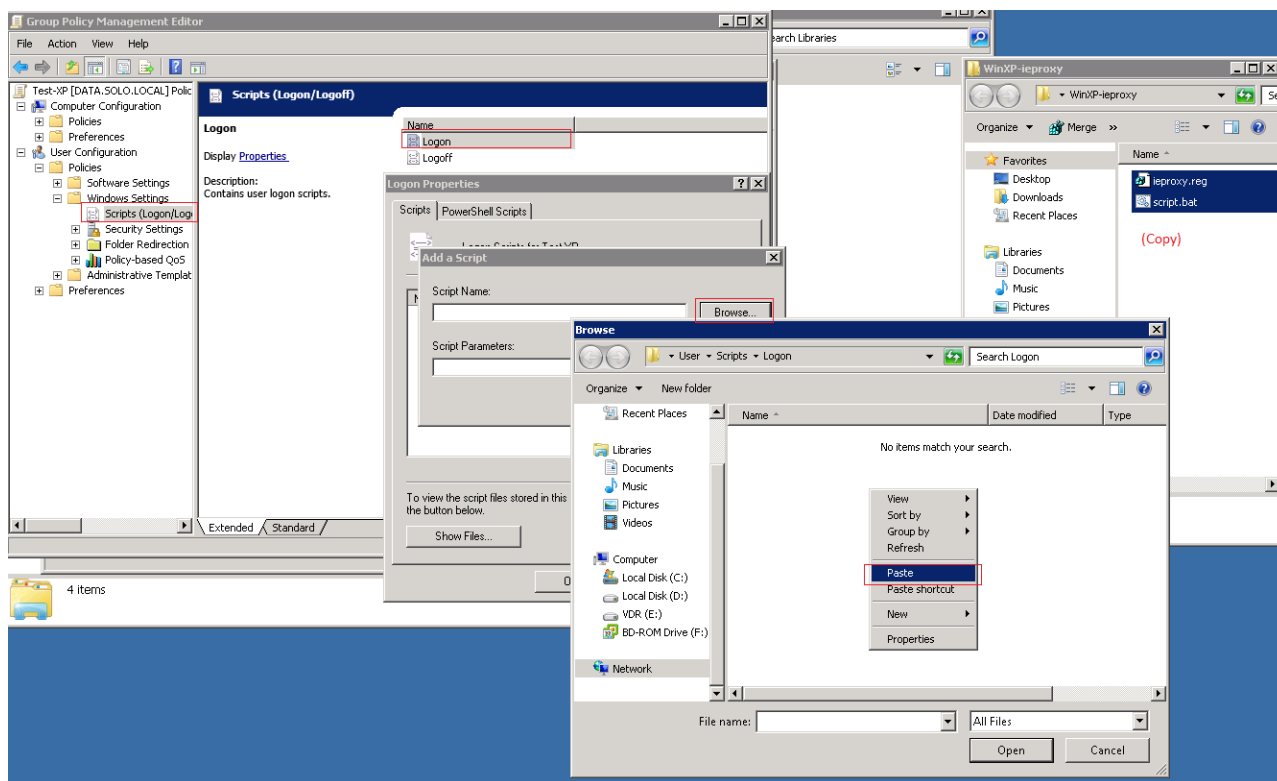 Group Policy Management Editor
File Action View Help
Test-XP [DATA.SOLO.LOCAL] Polic
Computer Configuration
Policies
Preferences
User Configuration
Policies
Software Settings
Windows Settings
Scripts (Logon/Logo
Security Settings
Folder Redirection
Policy-based QoS
Administrative Templat
Preferences
Scripts (Logon/Logoff)
Logon
Display Properties
Description:
Contains user logon scripts.
Name
Logon
Logoff
Extended Standard
4 items
Logon Properties
Scripts PowerShell Scripts
To view the script files stored in this
the button below.
Show Files...
Add a Script
Script Name:
Browse...
Script Parameters:
earch Libraries
WinXP-ieproxy
WinXP-ieproxy
Organize Merge »
Favorites
Desktop
Downloads
Recent Places
Libraries
Documents
Music
Pictures
Name
ieproxy.reg
script.bat
(Copy)
Browse
User Scripts Logon
Search Logon
Organize New folder
Recent Places
Libraries
Documents
Music
Pictures
Videos
Computer
Local Disk (C:)
Local Disk (D:)
VDR (E:)
BD-ROM Drive (F:)
Network
Name Date modified Type
No items match your search.
View
Sort by
Group by
Refresh
Paste
Paste shortcut
New
Properties
File name:
All Files
Open Cancel